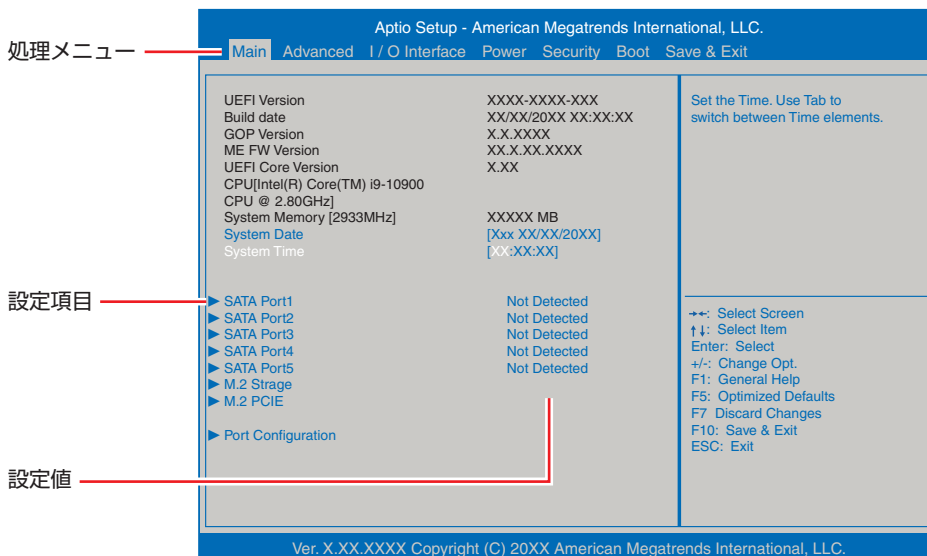 Aptio Setup - American Megatrends International, LLC.
処理メニュー
Main Advanced I / O Interface Power Security Boot Save & Exit
UEFI Version XXXX-XXXX-XXX
Build date XX/XX/20XX XX:XX:XX
GOP Version X.X.XXXX
ME FW Version XX.X.XX.XXXX
UEFI Core Version X.XX
CPU[Intel(R) Core(TM) i9-10900
CPU @ 2.80GHz]
System Memory [2933MHz] XXXXX MB
System Date [Xxx XX/XX/20XX]
System Time [XX:XX:XX]
Set the Time. Use Tab to
switch between Time elements.
設定項目
▶ SATA Port1 Not Detected
▶ SATA Port2 Not Detected
▶ SATA Port3 Not Detected
▶ SATA Port4 Not Detected
▶ SATA Port5 Not Detected
▶ M.2 Strage
▶ M.2 PCIE
▶ Port Configuration
→←: Select Screen
↑↓: Select Item
Enter: Select
+/-: Change Opt.
F1: General Help
F5: Optimized Defaults
F7 Discard Changes
F10: Save & Exit
ESC: Exit
設定値
Ver. X.XX.XXXX Copyright (C) 20XX American Megatrends International, LLC.